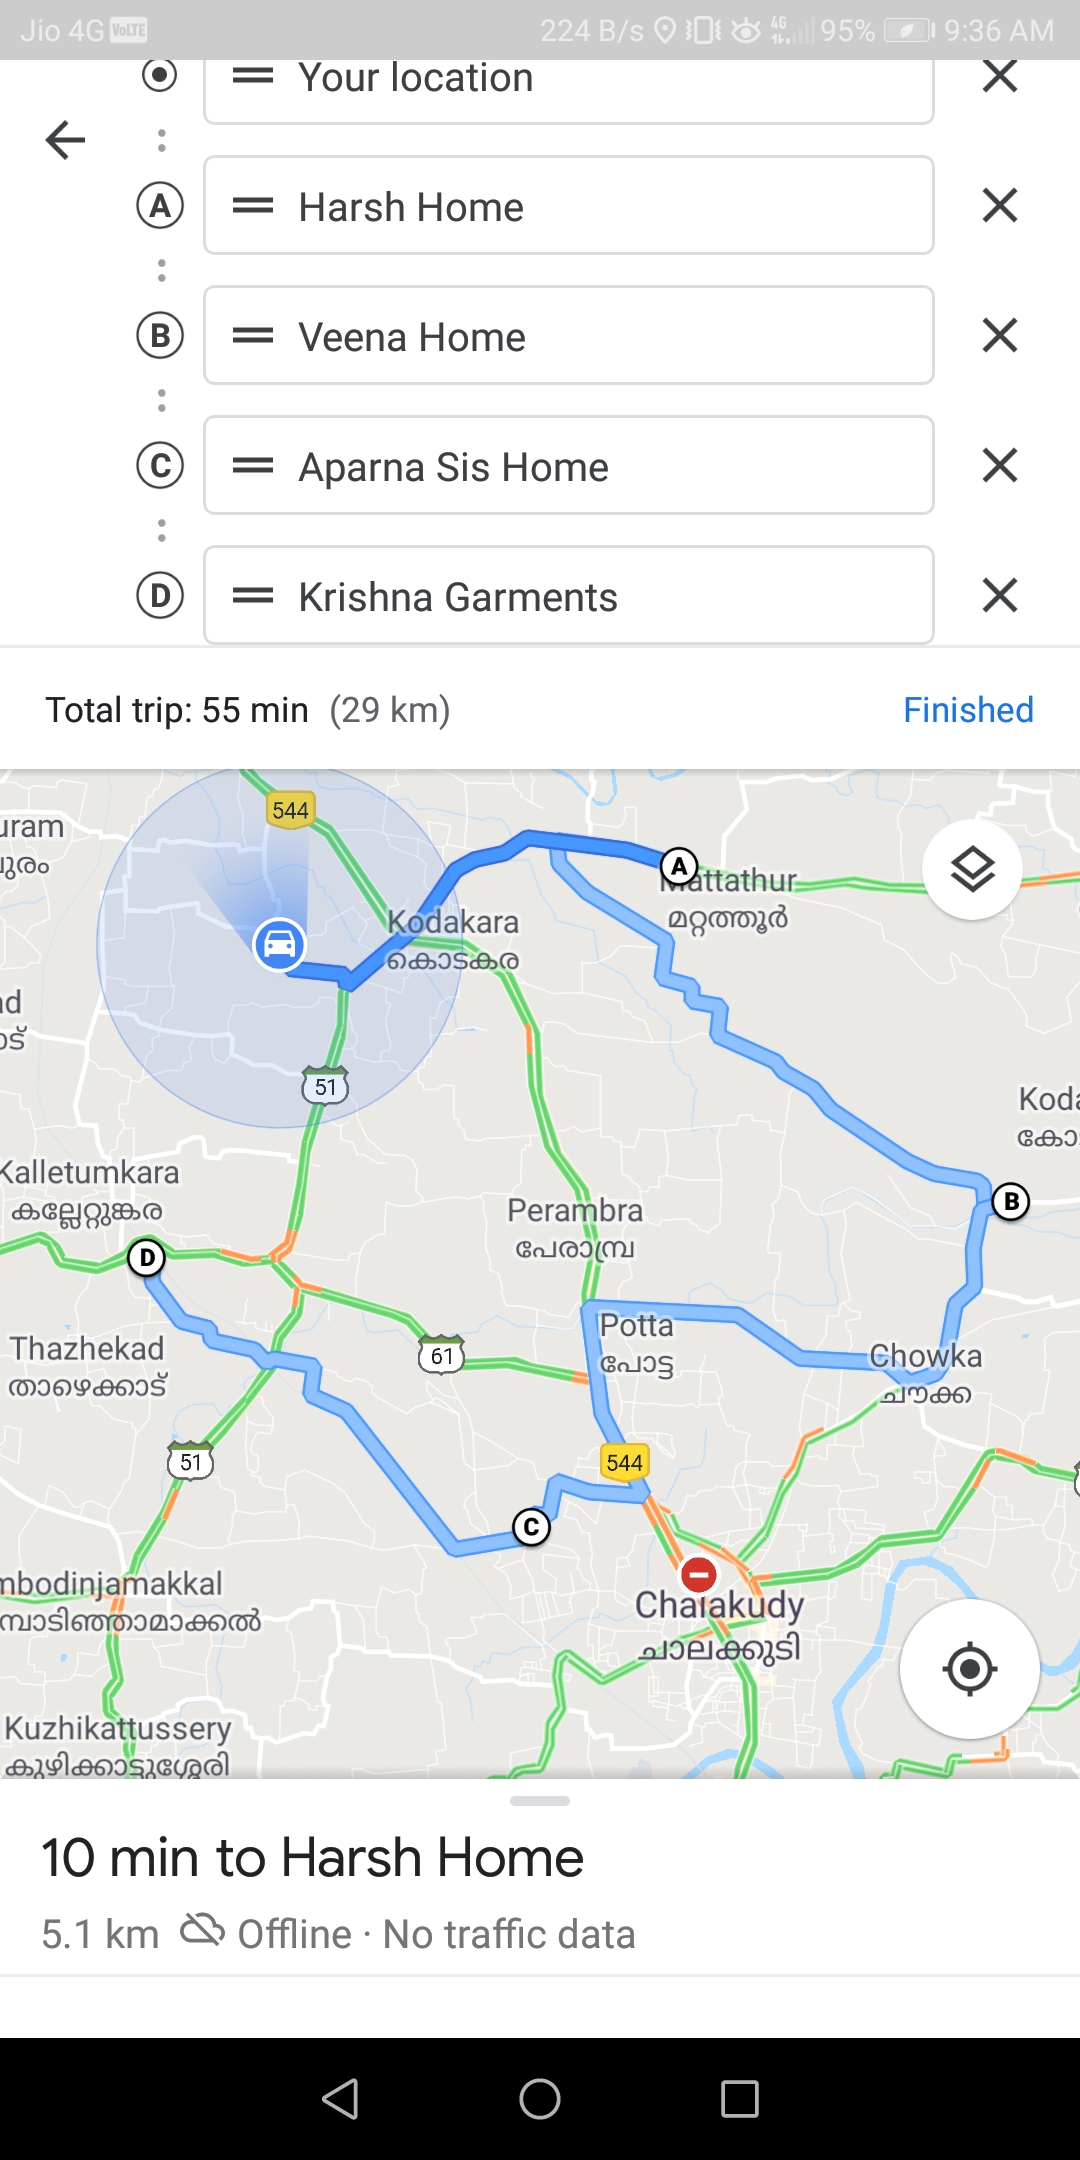 Jio 4G VoLTE 224 B/s 4G 95% 9:36 AM
Your location
A Harsh Home
B Veena Home
C Aparna Sis Home
D Krishna Garments
Total trip: 55 min (29 km) Finished
544
uram
A
Mattathur
മറ്റത്തൂർ
Kodakara
കൊടകര
51
Kalletumkara
കല്ലേറ്റുങ്കര
B
Perambra
പേരാമ്പ്ര
D
Potta
പോട്ട
Thazhekad
താഴെക്കാട്
61
Chowka
ചൗക്ക
51
544
C
mbodinjamakkal
മ്പാടിഞ്ഞാമാക്കൽ
Chalakudy
ചാലക്കുടി
Kuzhikattussery
കുഴിക്കാട്ടുശ്ശേരി
10 min to Harsh Home
5.1 km Offline · No traffic data